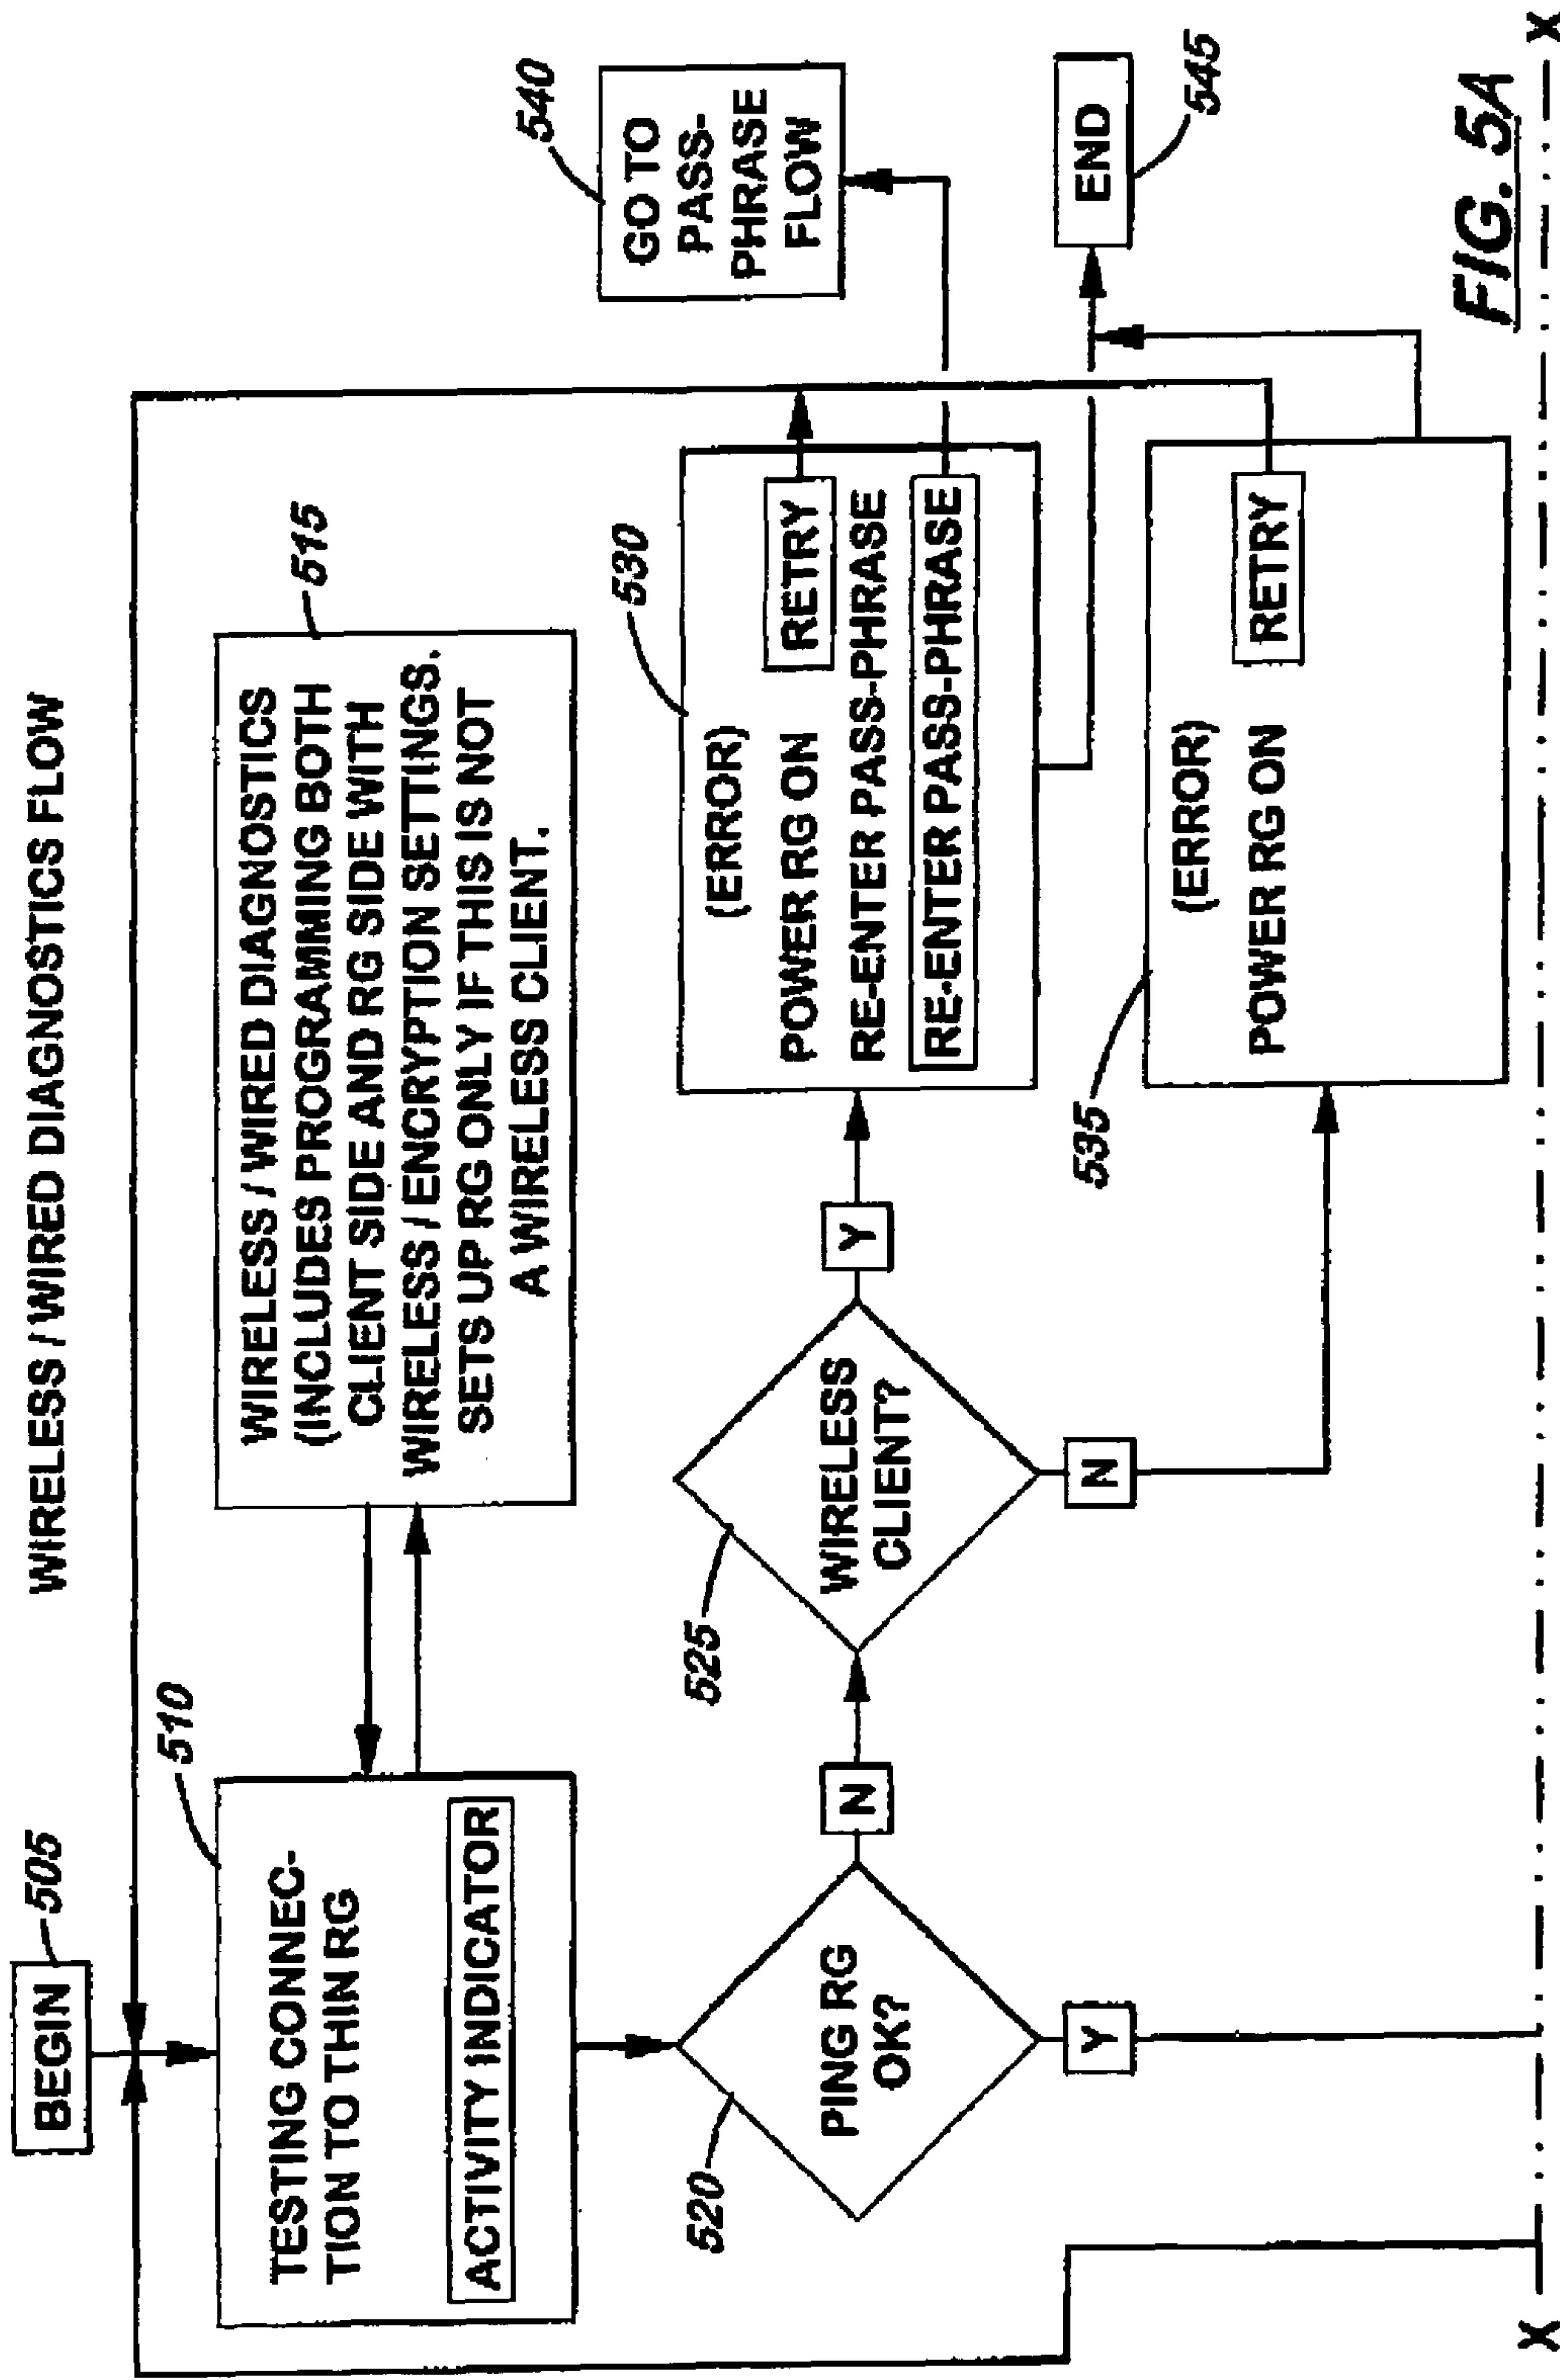 WIRELESS / WIRED DIAGNOSTICS FLOW
BEGIN
505
510
TESTING CONNEC-
TION TO THIN RG
ACTIVITY INDICATOR
515
WIRELESS / WIRED DIAGNOSTICS
(INCLUDES PROGRAMMING BOTH
CLIENT SIDE AND RG SIDE WITH
WIRELESS / ENCRYPTION SETTINGS.
SETS UP RG ONLY IF THIS IS NOT
A WIRELESS CLIENT.
520
PING RG
OK?
N
Y
525
WIRELESS
CLIENT?
Y
N
530
(ERROR)
POWER RG ON
RETRY
RE-ENTER PASS-PHRASE
RE-ENTER PASS-PHRASE
535
(ERROR)
POWER RG ON
RETRY
540
GO TO
PASS-
PHRASE
FLOW
END
545
FIG. 5A
X
X